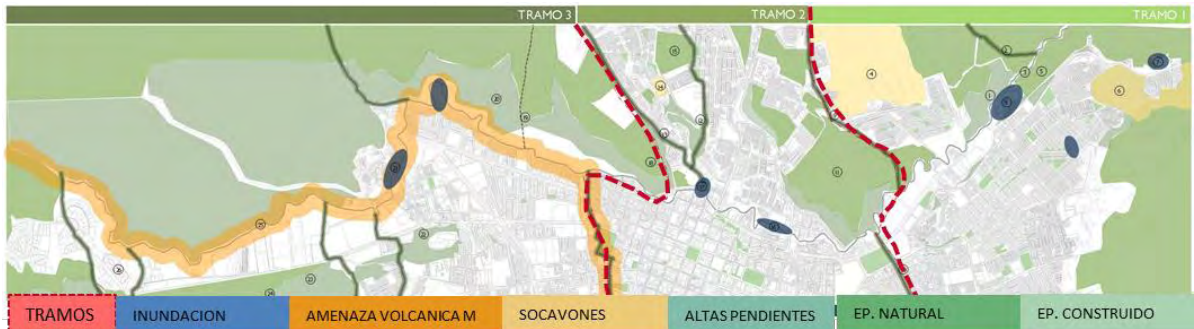 TRAMO 3
TRAMO 2
TRAMO 1
TRAMOS
INUNDACION
AMENAZA VOLCANICA M
SOCAVONES
ALTAS PENDIENTES
EP. NATURAL
EP. CONSTRUIDO